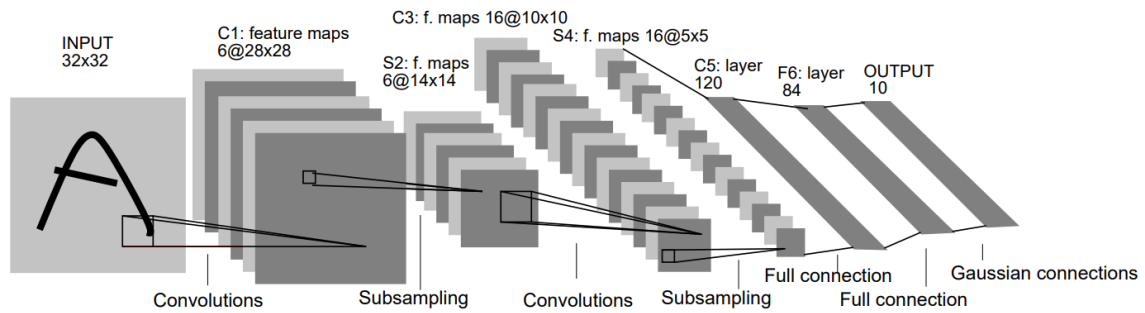 INPUT
32x32
C1: feature maps
6@28x28
S2: f. maps
6@14x14
C3: f. maps 16@10x10
S4: f. maps 16@5x5
C5: layer
120
F6: layer
84
OUTPUT
10
Convolutions
Subsampling
Convolutions
Subsampling
Full connection
Full connection
Gaussian connections